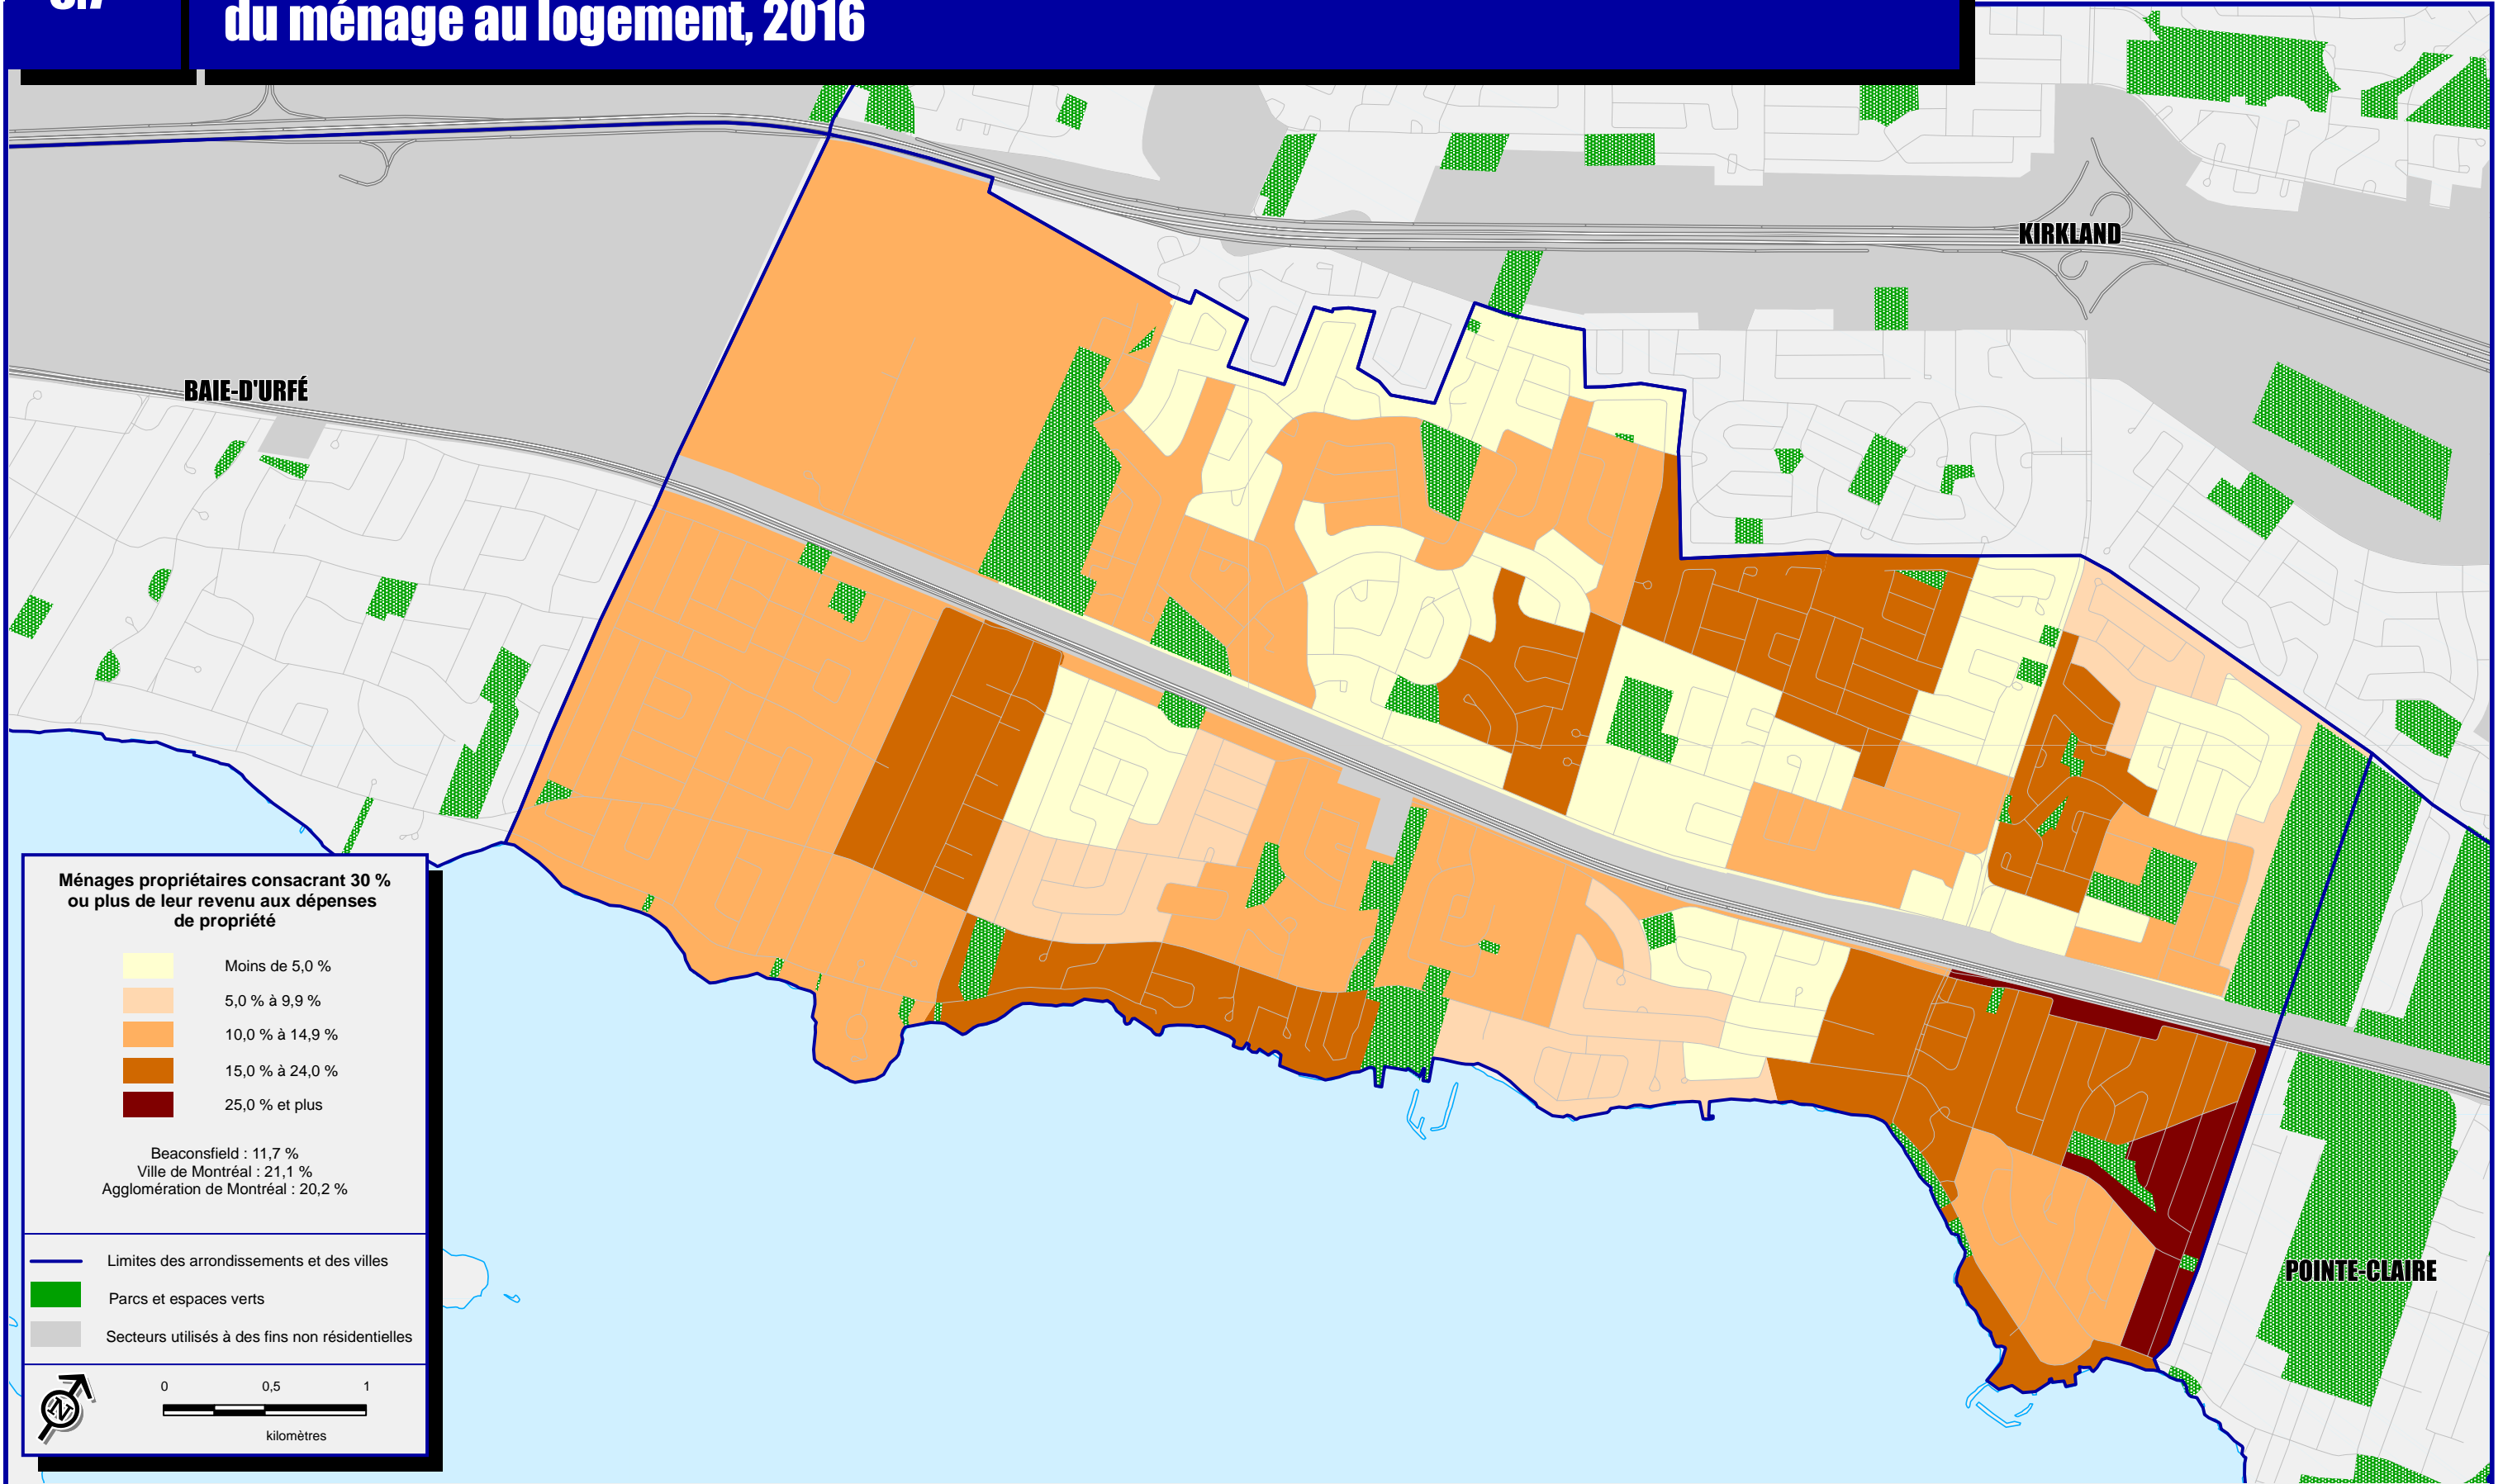 du ménage au logement, 2016
KIRKLAND
BAIE-D'URFÉ
Ménages propriétaires consacrant 30 %
ou plus de leur revenu aux dépenses
de propriété
Moins de 5,0 %
5,0 % à 9,9 %
10,0 % à 14,9 %
15,0 % à 24,0 %
25,0 % et plus
Beaconsfield : 11,7 %
Ville de Montréal : 21,1 %
Agglomération de Montréal : 20,2 %
Limites des arrondissements et des villes
Parcs et espaces verts
Secteurs utilisés à des fins non résidentielles
POINTE-CLAIRE
N
0 0,5 1
kilomètres